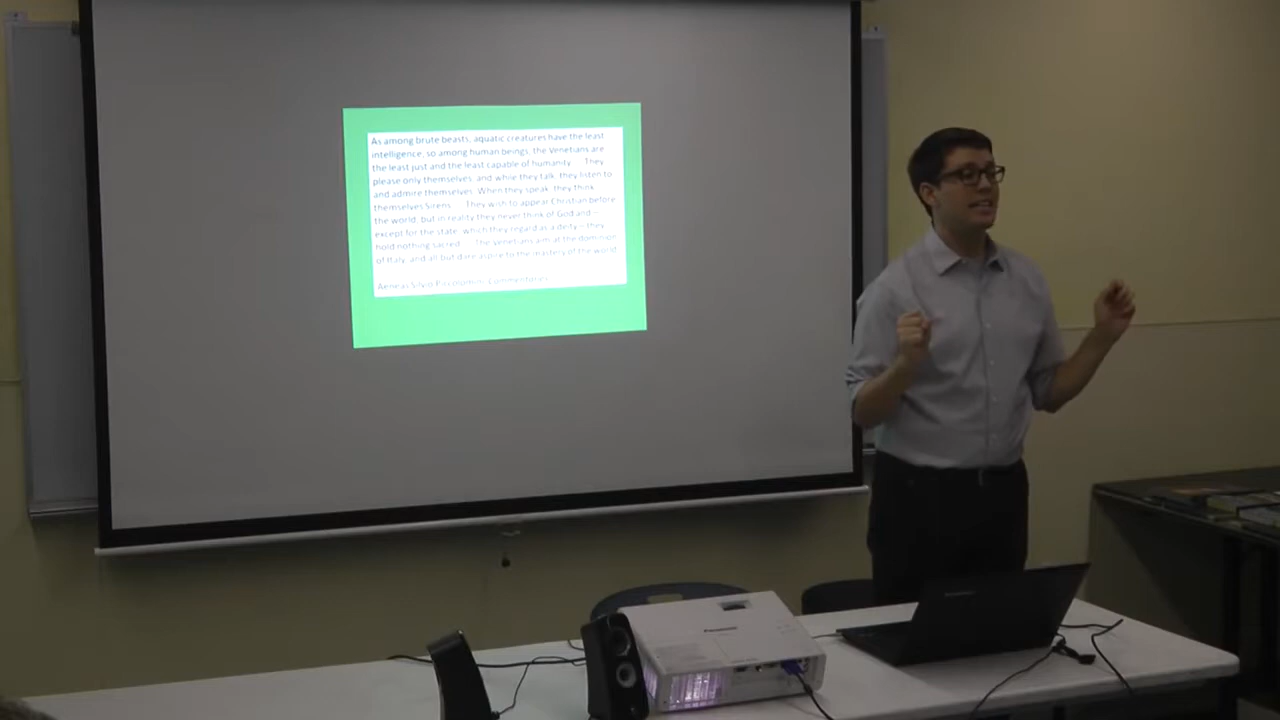 As among brute beasts, aquatic creatures have the least
intelligence, so among human beings, the Venetians are
the least just and the least capable of humanity ... They
please only themselves, and while they talk, they listen to
and admire themselves. When they speak, they think
themselves Sirens ... They wish to appear Christian before
the world, but in reality they never think of God and –
except for the state, which they regard as a deity – they
hold nothing sacred ... The Venetians aim at the dominion
of Italy, and all but dare aspire to the mastery of the world
Aeneas Silvio Piccolomini Commentaries
Panasonic